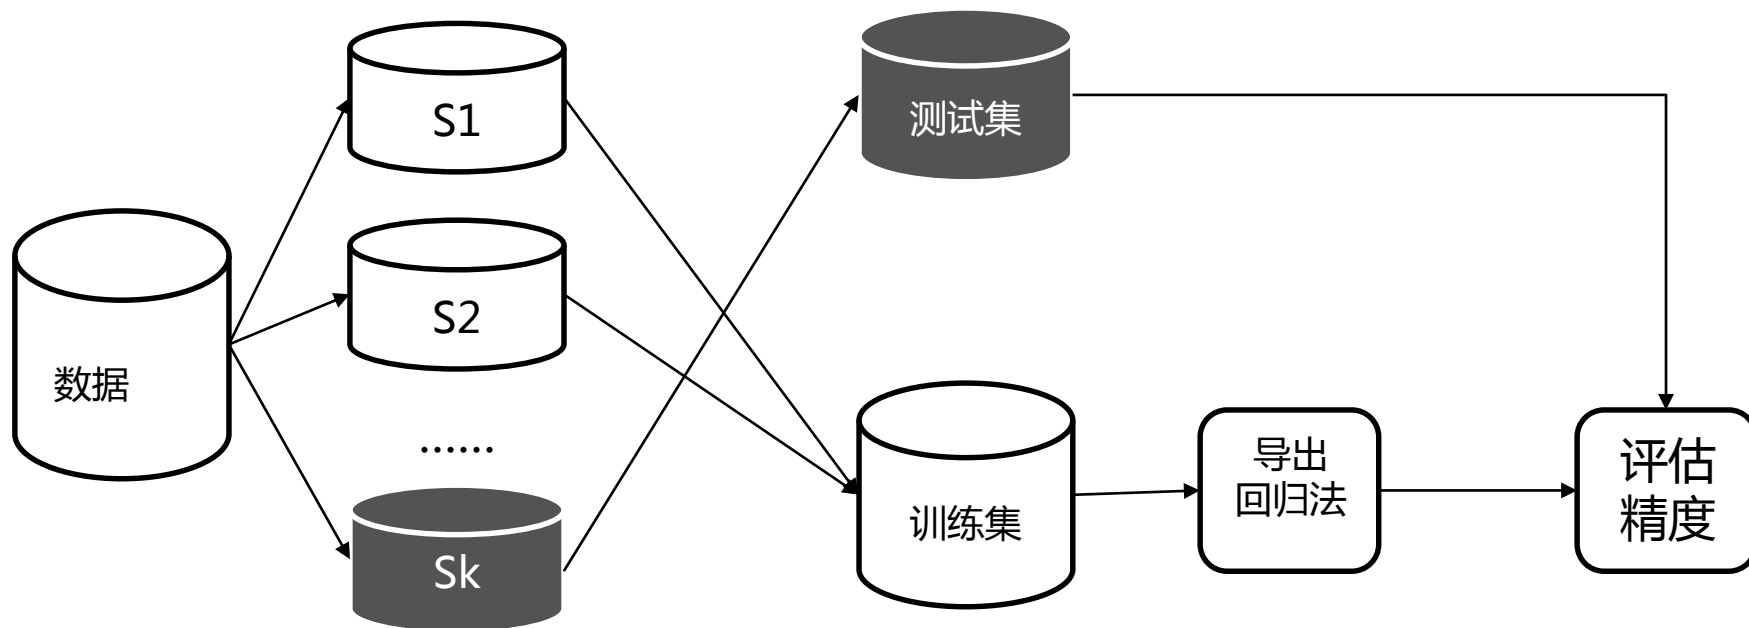 S1
测试集
S2
数据
......
Sk
训练集
导出
回归法
评估
精度